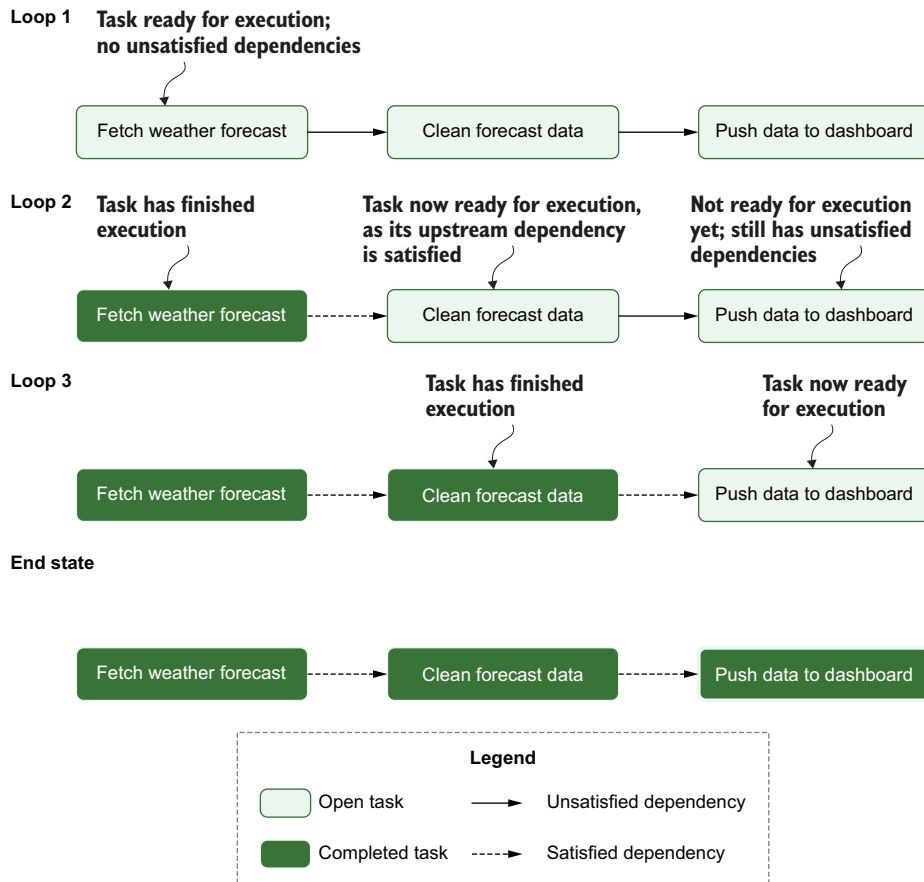 Loop 1
Task ready for execution;
no unsatisfied dependencies
Fetch weather forecast
Clean forecast data
Push data to dashboard
Loop 2
Task has finished
execution
Task now ready for execution,
as its upstream dependency
is satisfied
Not ready for execution
yet; still has unsatisfied
dependencies
Fetch weather forecast
Clean forecast data
Push data to dashboard
Loop 3
Task has finished
execution
Task now ready
for execution
Fetch weather forecast
Clean forecast data
Push data to dashboard
End state
Fetch weather forecast
Clean forecast data
Push data to dashboard
Legend
Open task
Unsatisfied dependency
Completed task
Satisfied dependency